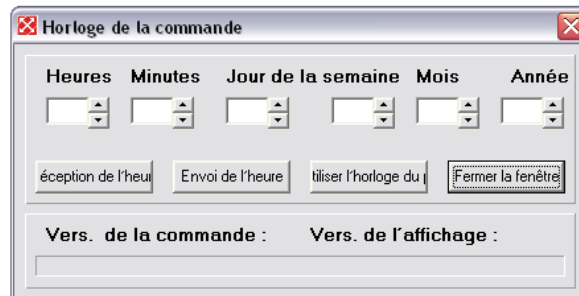 Horloge de la commande
Heures Minutes Jour de la semaine Mois Année
éception de l'heu Envoi de l'heure tiliser l'horloge du Fermer la fenêtre
Vers. de la commande : Vers. de l'affichage :